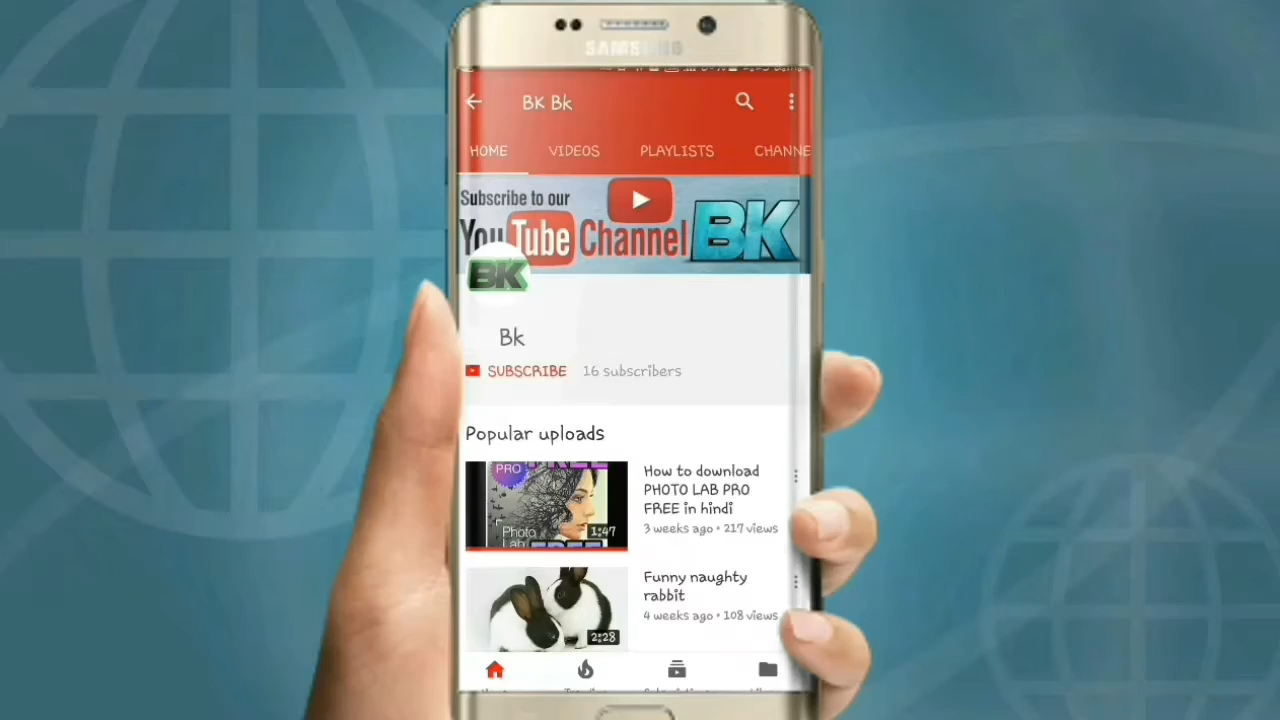 SAMSUNG
BK Bk
HOME VIDEOS PLAYLISTS CHANNE
Subscribe to our
YouTube Channel BK
BK
Bk
SUBSCRIBE 16 subscribers
Popular uploads
PRO
Photo
Lab
1:47
How to download
PHOTO LAB PRO
FREE in hindi
3 weeks ago • 217 views
Funny naughty
rabbit
4 weeks ago • 108 views
2:28